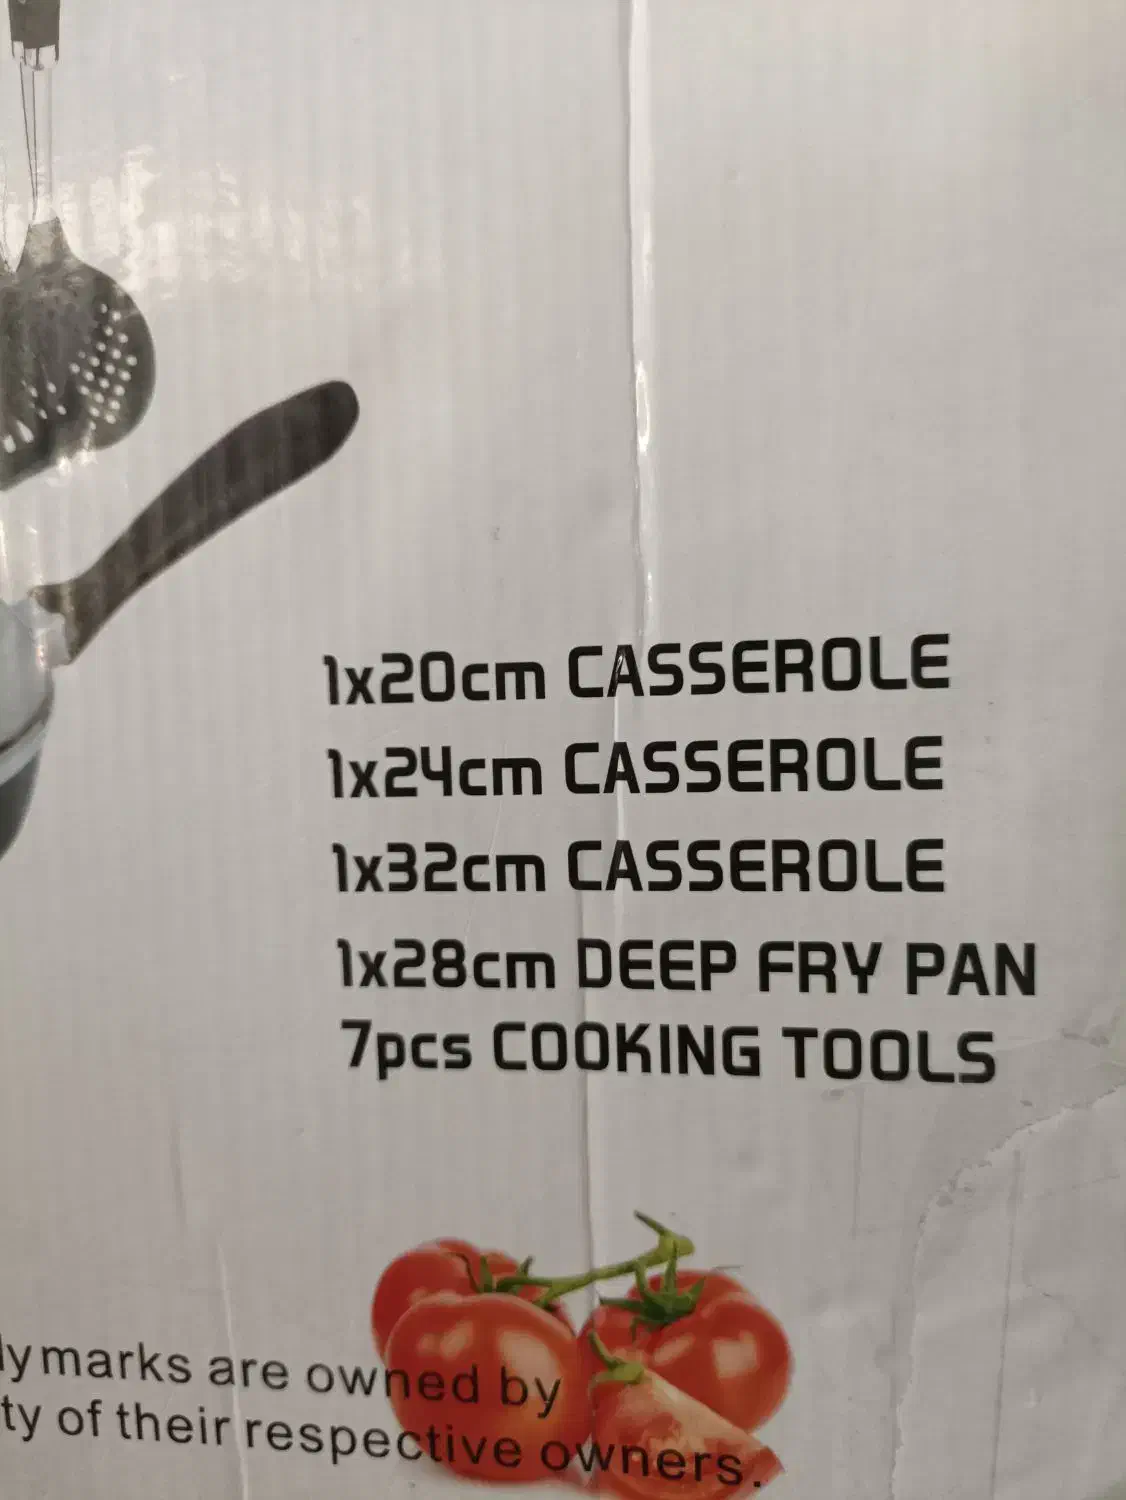 1x20cm CASSEROLE
1x24cm CASSEROLE
1x32cm CASSEROLE
1x28cm DEEP FRY PAN
7pcs COOKING TOOLS
marks are owned by
of their respective owners.